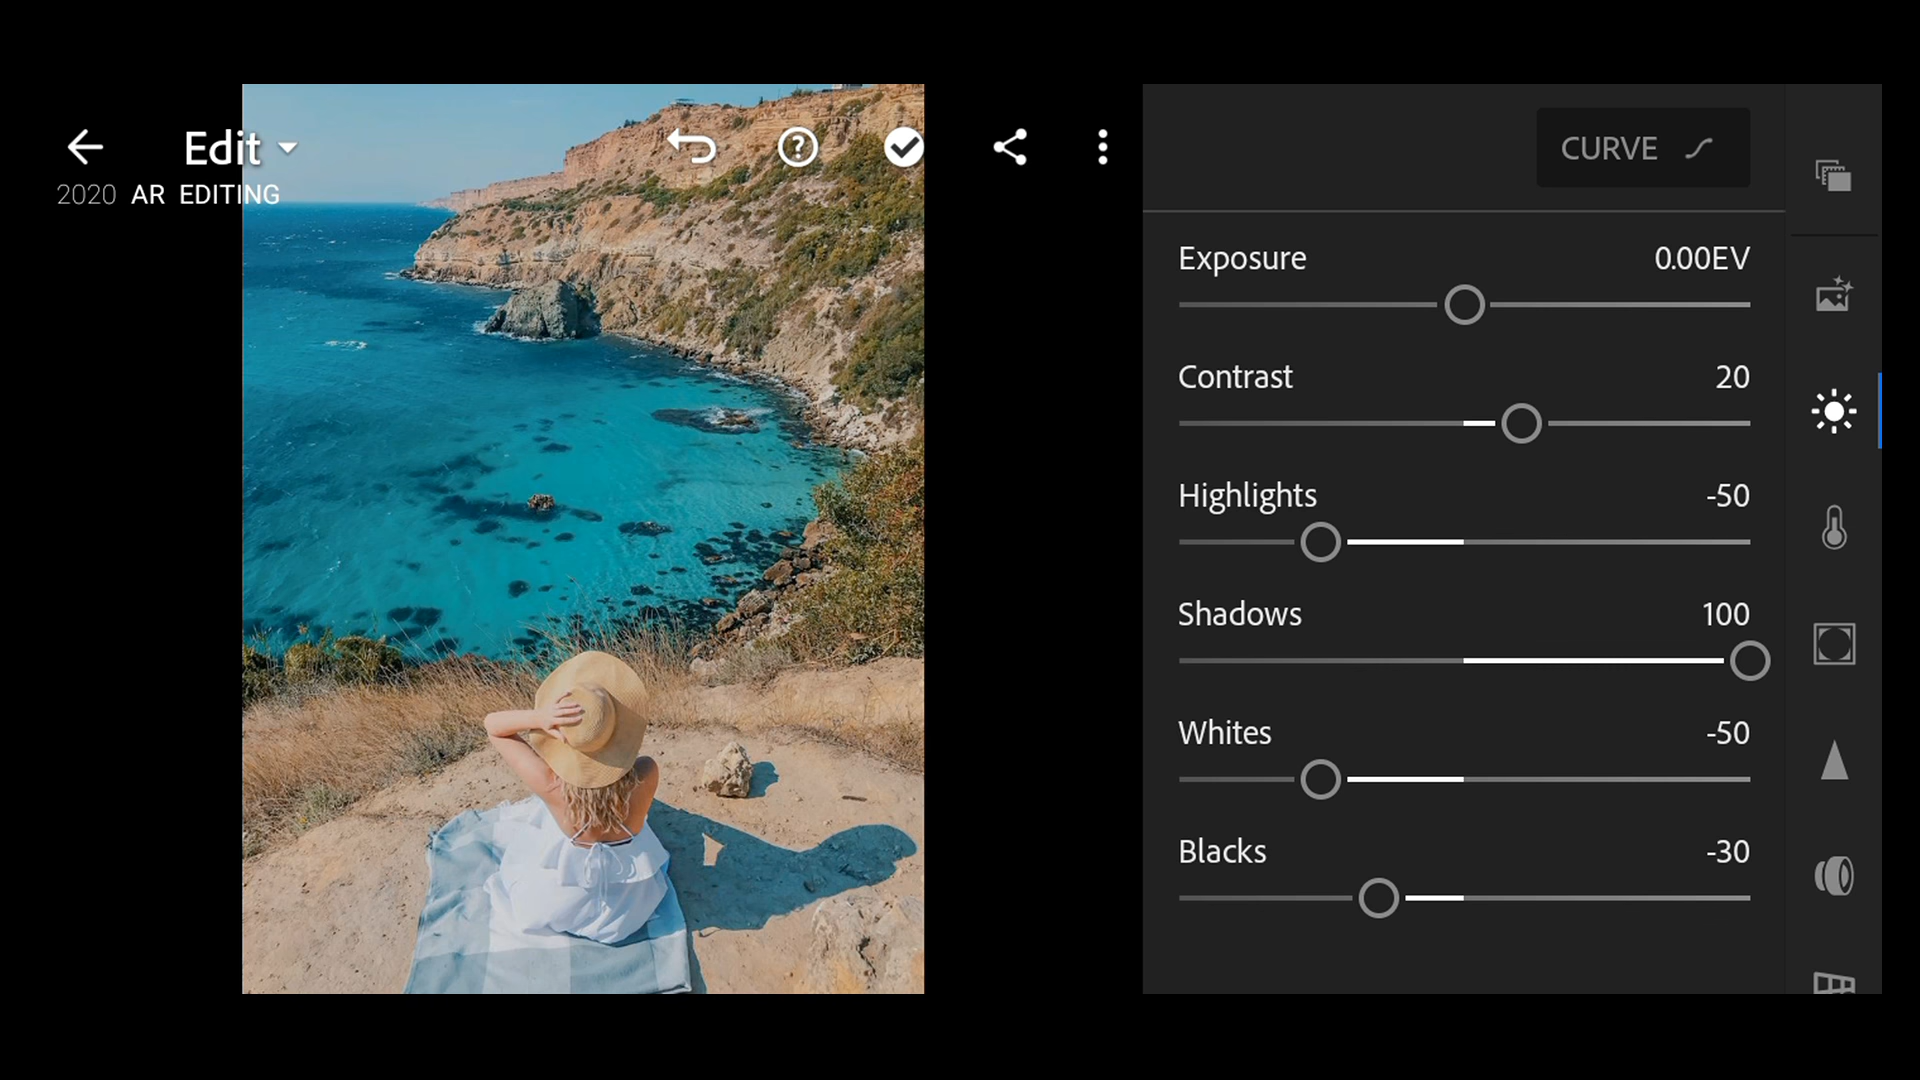 Edit
2020 AR EDITING
CURVE
Exposure 0.00EV
Contrast 20
Highlights -50
Shadows 100
Whites -50
Blacks -30